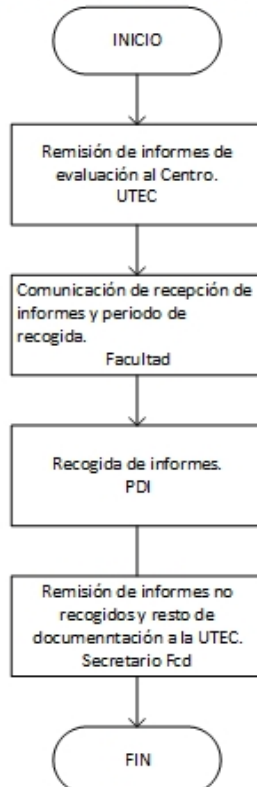 INICIO
Remisión de informes de
evaluación al Centro.
UTEC
Comunicación de recepción de
informes y periodo de
recogida.
Facultad
Recogida de informes.
PDI
Remisión de informes no
recogidos y resto de
documenntación a la UTEC.
Secretario Fcd
FIN